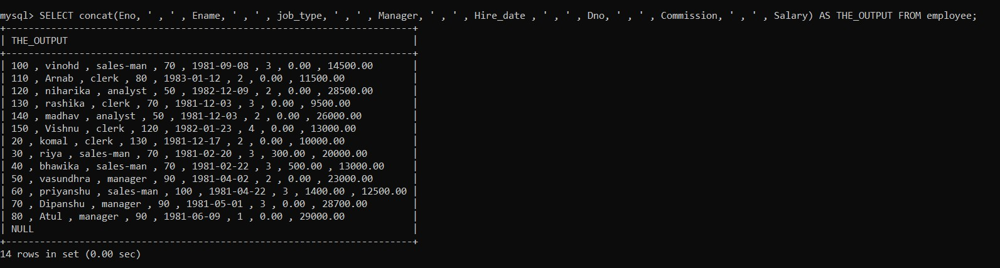 mysql> SELECT concat(Eno, ' , ' , Ename, ' , ' , job_type, ' , ' , Manager, ' , ' , Hire_date , ' , ' , Dno, ' , ' , Commission, ' , ' , Salary) AS THE_OUTPUT FROM employee;
+------------------------------------------------------------------------+
| THE_OUTPUT                                                             |
+------------------------------------------------------------------------+
| 100 , vinohd , sales-man , 70 , 1981-09-08 , 3 , 0.00 , 14500.00       |
| 110 , Arnab , clerk , 80 , 1983-01-12 , 2 , 0.00 , 11500.00            |
| 120 , niharika , analyst , 50 , 1982-12-09 , 2 , 0.00 , 28500.00       |
| 130 , rashika , clerk , 70 , 1981-12-03 , 3 , 0.00 , 9500.00           |
| 140 , madhav , analyst , 50 , 1981-12-03 , 2 , 0.00 , 26000.00         |
| 150 , Vishnu , clerk , 120 , 1982-01-23 , 4 , 0.00 , 13000.00          |
| 20 , komal , clerk , 130 , 1981-12-17 , 2 , 0.00 , 10000.00            |
| 30 , riya , sales-man , 70 , 1981-02-20 , 3 , 300.00 , 20000.00        |
| 40 , bhawika , sales-man , 70 , 1981-02-22 , 3 , 500.00 , 13000.00     |
| 50 , vasundhra , manager , 90 , 1981-04-02 , 2 , 0.00 , 23000.00       |
| 60 , priyanshu , sales-man , 100 , 1981-04-22 , 3 , 1400.00 , 12500.00 |
| 70 , Dipanshu , manager , 90 , 1981-05-01 , 3 , 0.00 , 28700.00        |
| 80 , Atul , manager , 90 , 1981-06-09 , 1 , 0.00 , 29000.00            |
| NULL                                                                   |
+------------------------------------------------------------------------+
14 rows in set (0.00 sec)